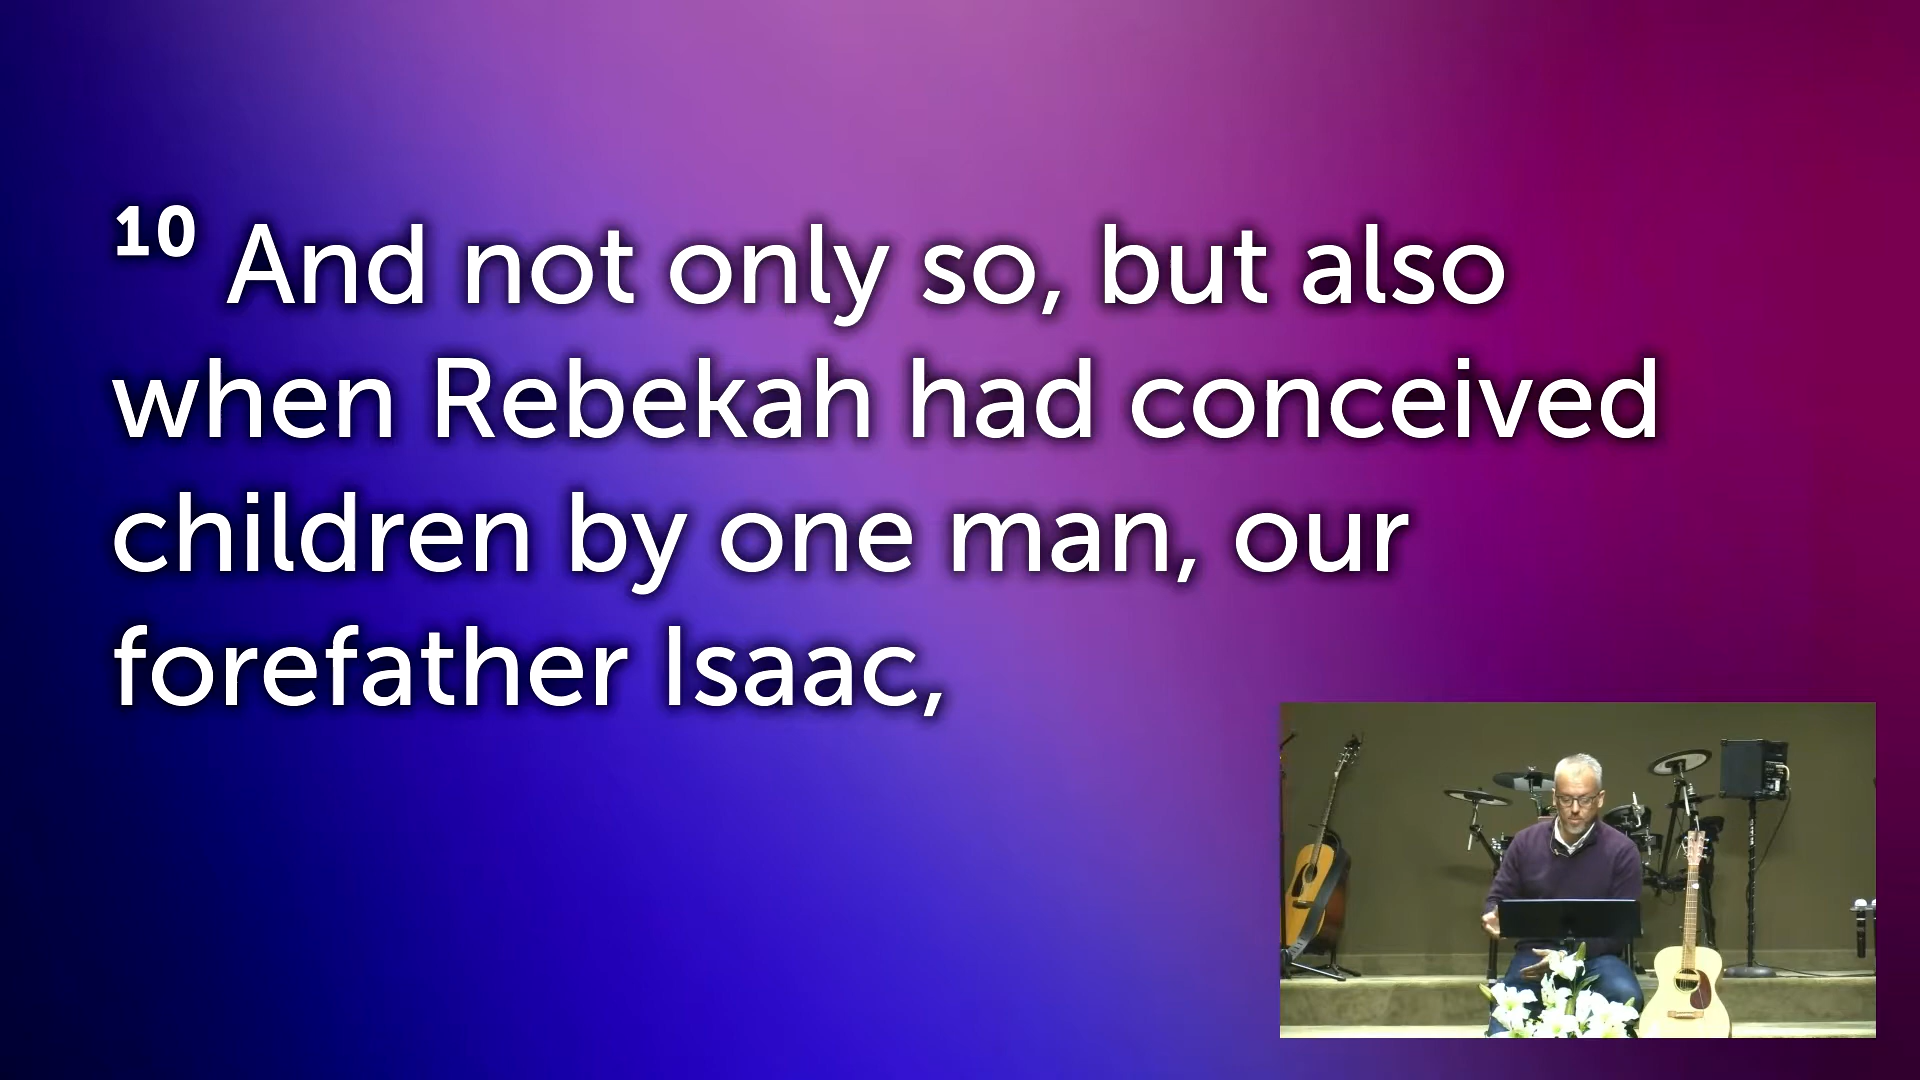 10 And not only so, but also
when Rebekah had conceived
children by one man, our
forefather Isaac,